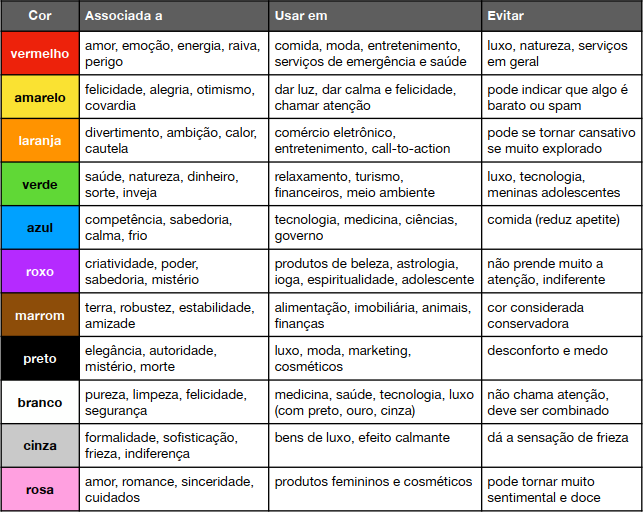 Cor Associada a Usar em Evitar
vermelho amor, emoção, energia, raiva, comida, moda, entretenimento, luxo, natureza, serviços
perigo serviços de emergência e saúde em geral
amarelo felicidade, alegria, otimismo, dar luz, dar calma e felicidade, pode indicar que algo é
covardia chamar atenção barato ou spam
laranja divertimento, ambição, calor, comércio eletrônico, pode se tornar cansativo
cautela entretenimento, call-to-action se muito explorado
verde saúde, natureza, dinheiro, relaxamento, turismo, luxo, tecnologia,
sorte, inveja financeiros, meio ambiente meninas adolescentes
azul competência, sabedoria, tecnologia, medicina, ciências, comida (reduz apetite)
calma, frio governo
roxo criatividade, poder, produtos de beleza, astrologia, não prende muito a
sabedoria, mistério ioga, espiritualidade, adolescente atenção, indiferente
marrom terra, robustez, estabilidade, alimentação, imobiliária, animais, cor considerada
amizade finanças conservadora
preto elegância, autoridade, luxo, moda, marketing, desconforto e medo
mistério, morte cosméticos
branco pureza, limpeza, felicidade, medicina, saúde, tecnologia, luxo não chama atenção,
segurança (com preto, ouro, cinza) deve ser combinado
cinza formalidade, sofisticação, bens de luxo, efeito calmante dá a sensação de frieza
frieza, indiferença
rosa amor, romance, sinceridade, produtos femininos e cosméticos pode tornar muito
cuidados sentimental e doce